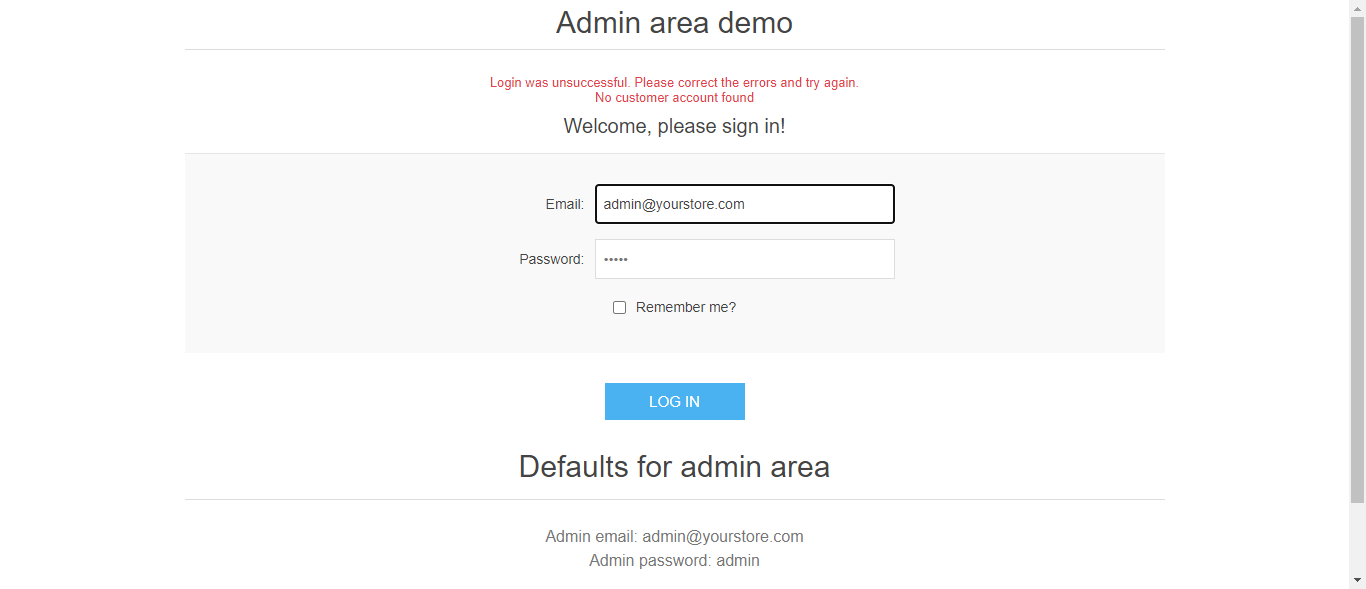 Admin area demo
Login was unsuccessful. Please correct the errors and try again.
No customer account found
Welcome, please sign in!
Email: admin@yourstore.com
Password: •••••
Remember me?
LOG IN
Defaults for admin area
Admin email: admin@yourstore.com
Admin password: admin